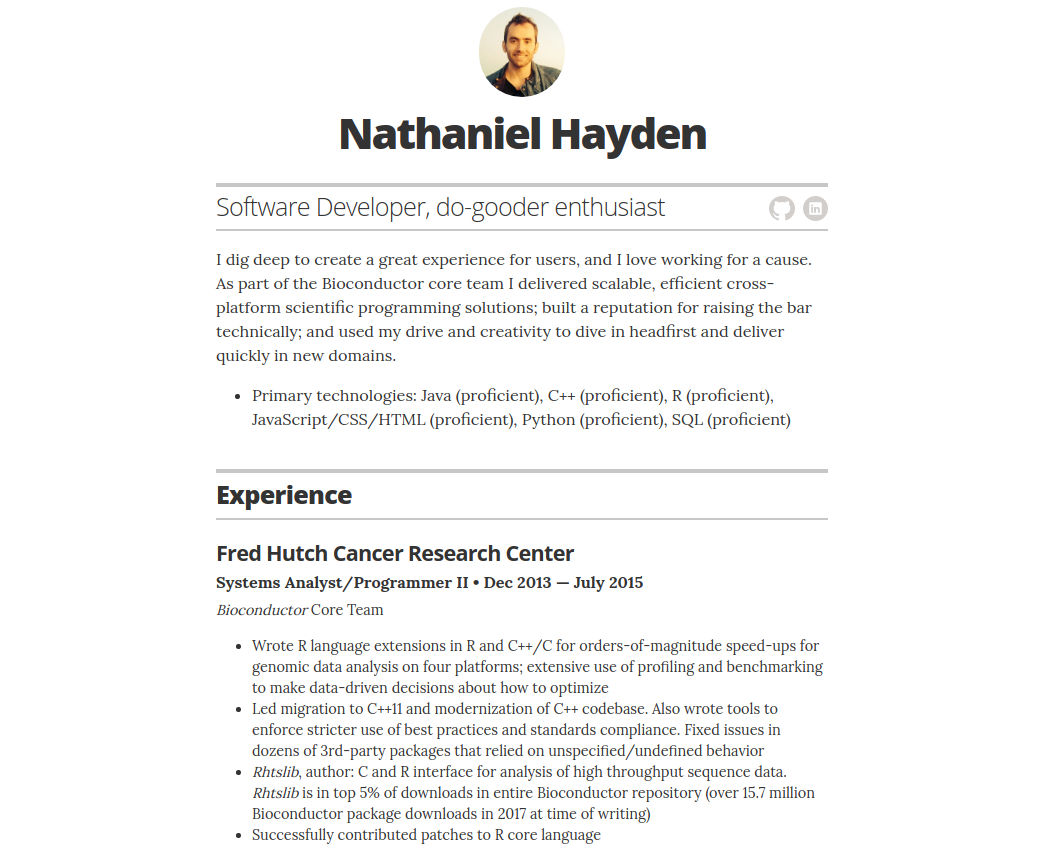 Nathaniel Hayden
Software Developer, do-gooder enthusiast
in
I dig deep to create a great experience for users, and I love working for a cause.
As part of the Bioconductor core team I delivered scalable, efficient cross-
platform scientific programming solutions; built a reputation for raising the bar
technically; and used my drive and creativity to dive in headfirst and deliver
quickly in new domains.
• Primary technologies: Java (proficient), C++ (proficient), R (proficient),
JavaScript/CSS/HTML (proficient), Python (proficient), SQL (proficient)
Experience
Fred Hutch Cancer Research Center
Systems Analyst/Programmer II • Dec 2013 — July 2015
Bioconductor Core Team
• Wrote R language extensions in R and C++/C for orders-of-magnitude speed-ups for
genomic data analysis on four platforms; extensive use of profiling and benchmarking
to make data-driven decisions about how to optimize
• Led migration to C++11 and modernization of C++ codebase. Also wrote tools to
enforce stricter use of best practices and standards compliance. Fixed issues in
dozens of 3rd-party packages that relied on unspecified/undefined behavior
• Rhtslib, author: C and R interface for analysis of high throughput sequence data.
Rhtslib is in top 5% of downloads in entire Bioconductor repository (over 15.7 million
Bioconductor package downloads in 2017 at time of writing)
• Successfully contributed patches to R core language